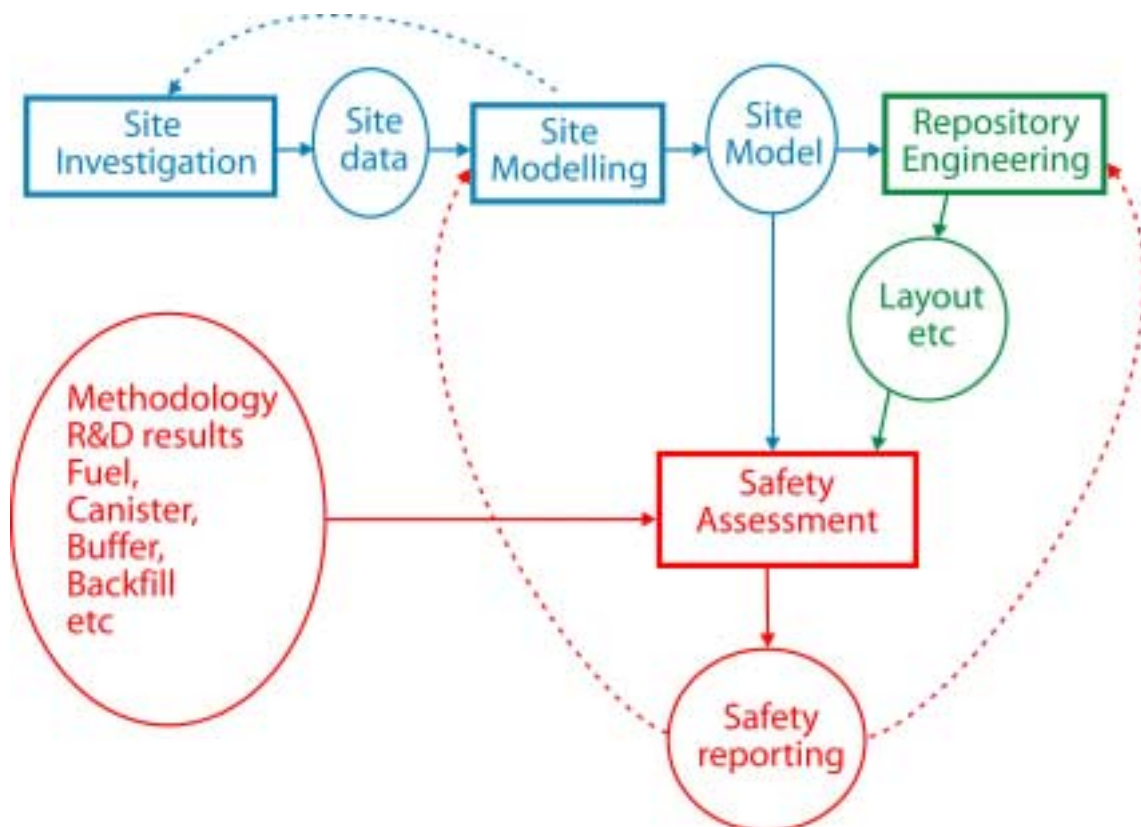 Site
Investigation
Site
data
Site
Modelling
Site
Model
Repository
Engineering
Layout
etc
Methodology
R&D results
Fuel,
Canister,
Buffer,
Backfill
etc
Safety
Assessment
Safety
reporting